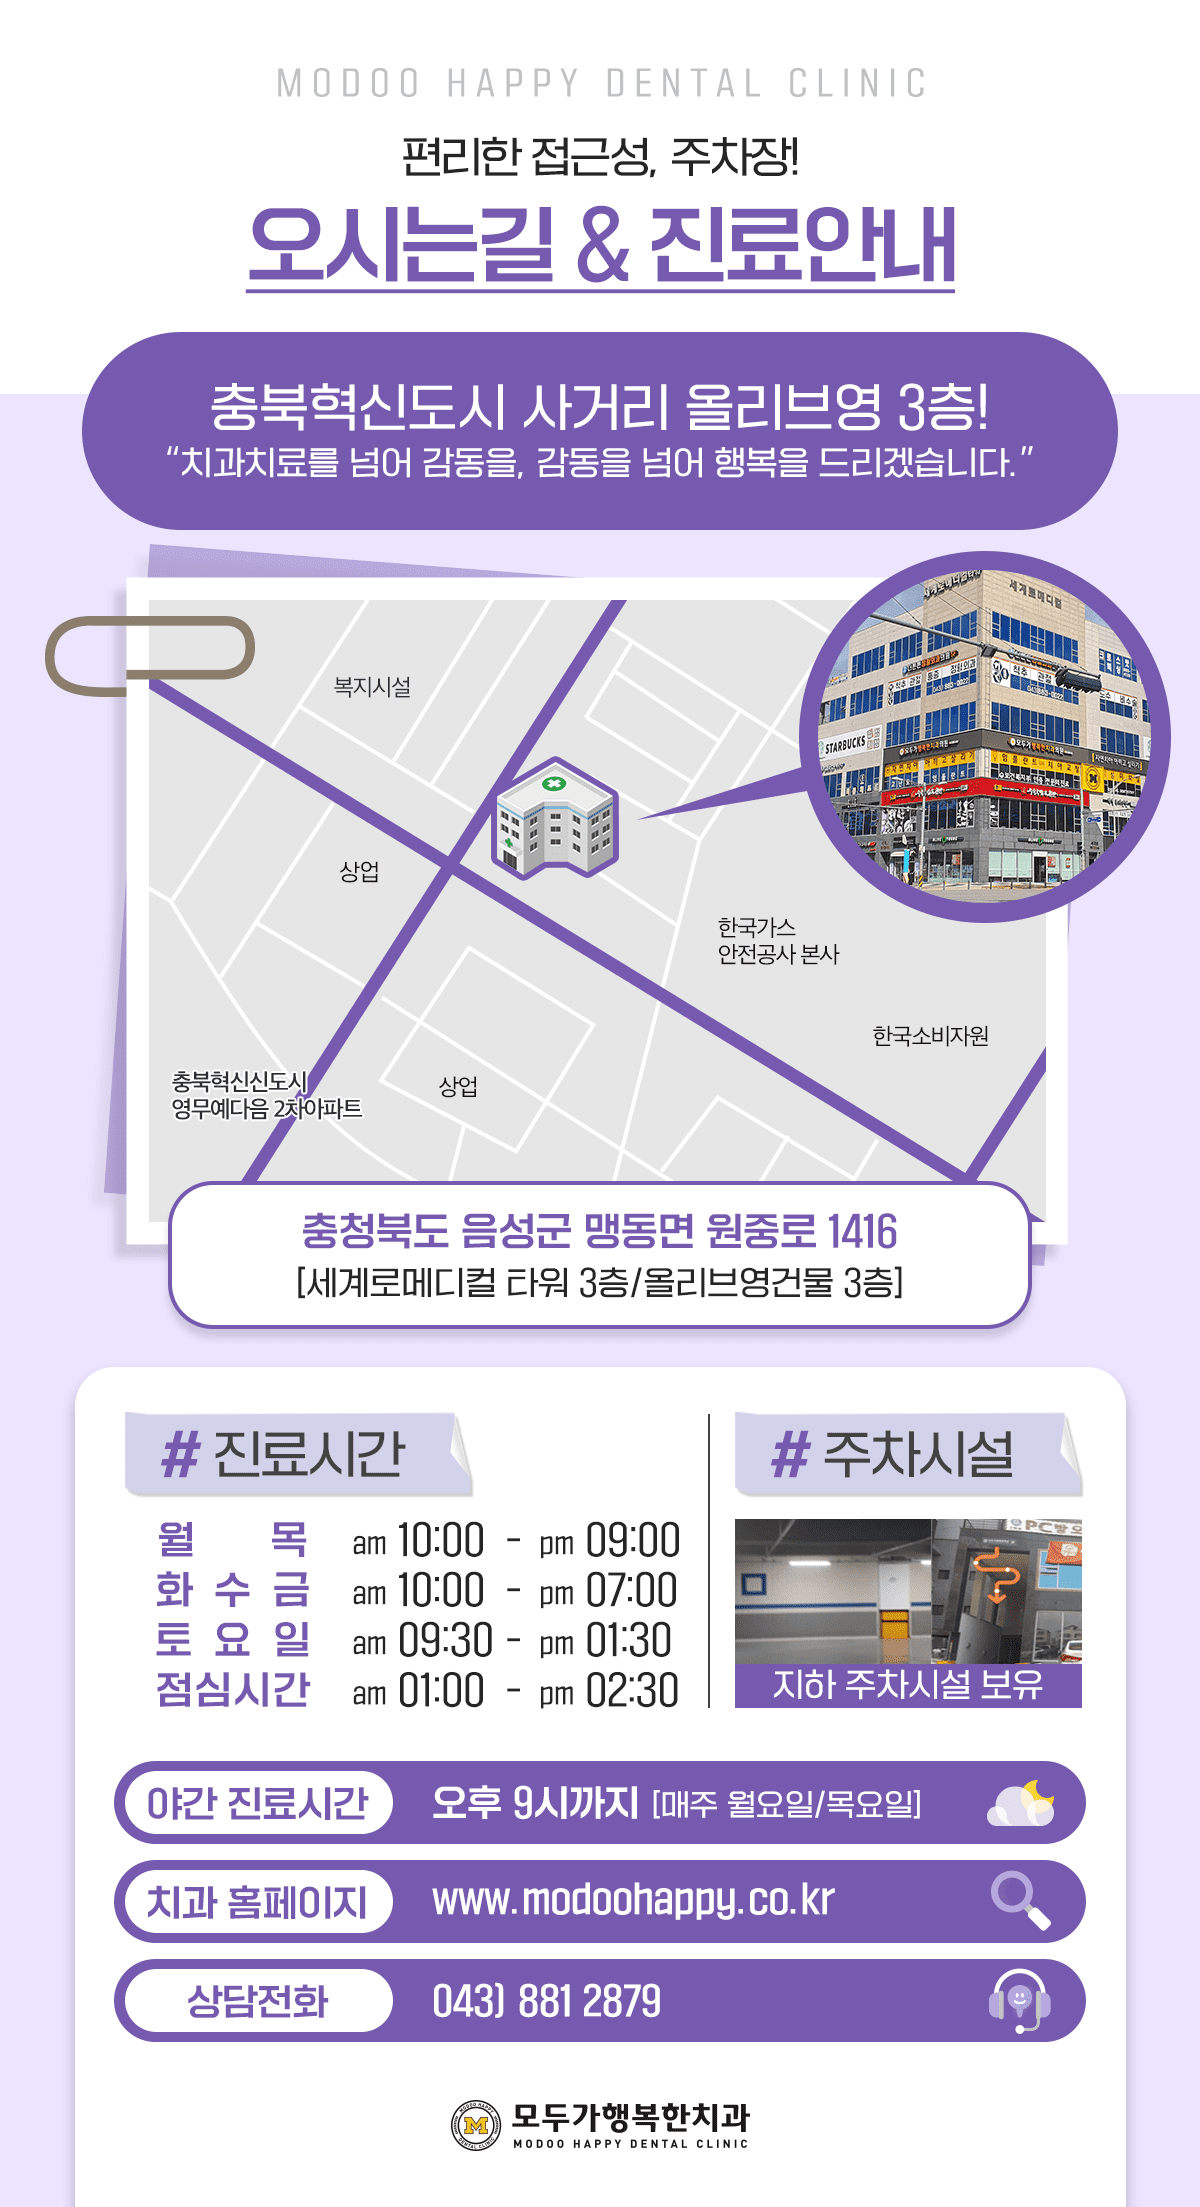 MODOO HAPPY DENTAL CLINIC
편리한 접근성, 주차장!
오시는길 & 진료안내
충북혁신도시 사거리 올리브영 3층!
“치과치료를 넘어 감동을, 감동을 넘어 행복을 드리겠습니다.”
세계로메디컬
척추 관절
STARBUCKS
복지시설
상업
한국가스
안전공사 본사
한국소비자원
충북혁신신도시
영무예다음 2차아파트
상업
충청북도 음성군 맹동면 원중로 1416
[세계로메디컬 타워 3층/올리브영건물 3층]
# 진료시간
월 목 am 10:00 - pm 09:00
화 수 금 am 10:00 - pm 07:00
토 요 일 am 09:30 - pm 01:30
점심시간 am 01:00 - pm 02:30
# 주차시설
PC방
지하 주차시설 보유
야간 진료시간 오후 9시까지 [매주 월요일/목요일]
치과 홈페이지 www.modoohappy.co.kr
상담전화 043) 881 2879
모두가행복한치과
MODOO HAPPY DENTAL CLINIC